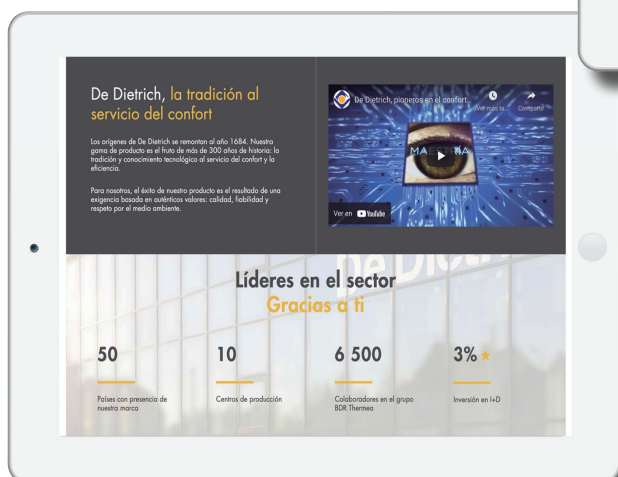 De Dietrich, la tradición al
servicio del confort
Los orígenes de De Dietrich se remontan al año 1684. Nuestra
gama de producto es el fruto de más de 300 años de historia: la
tradición y conocimiento tecnológico al servicio del confort y la
eficiencia.
Para nosotros, el éxito de nuestro producto es el resultado de una
exigencia basada en auténticos valores: calidad, fiabilidad y
respeto por el medio ambiente.
De Dietrich, pioneros en el confort...
Ver más ta...
Compartir
MAESTRIA
Ver en YouTube
De Dietrich
Líderes en el sector
Gracias a ti
50
10
6 500
3%
Países con presencia de
nuestra marca
Centros de producción
Colaboradores en el grupo
BDR Thermea
Inversión en I+D